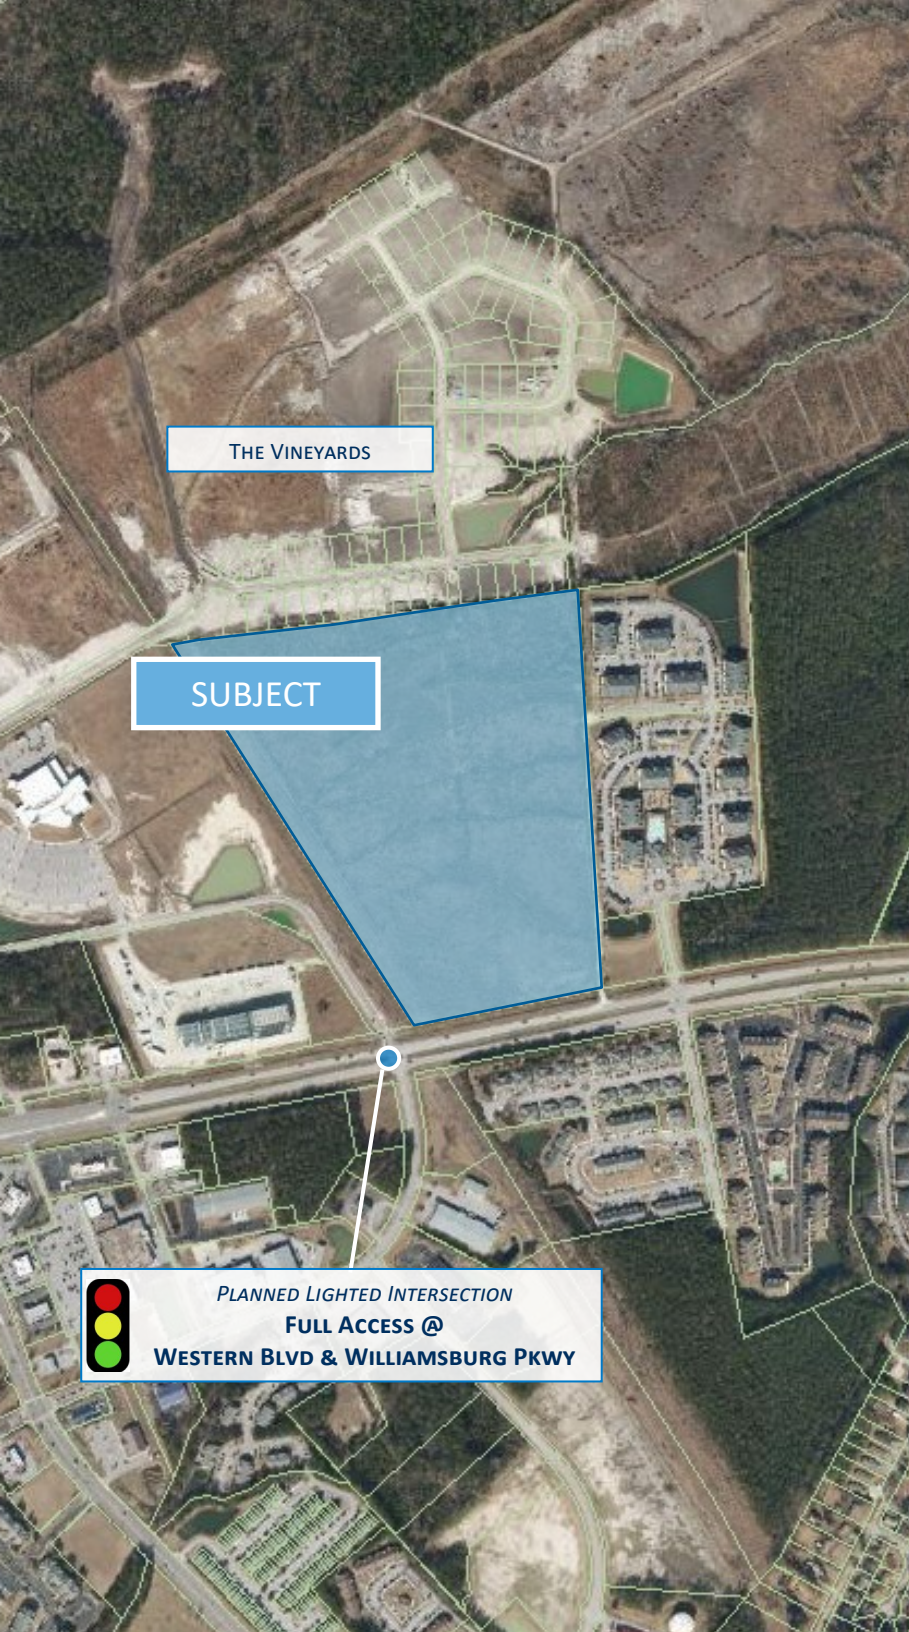 THE VINEYARDS
SUBJECT
PLANNED LIGHTED INTERSECTION
FULL ACCESS @
WESTERN BLVD & WILLIAMSBURG PKWY